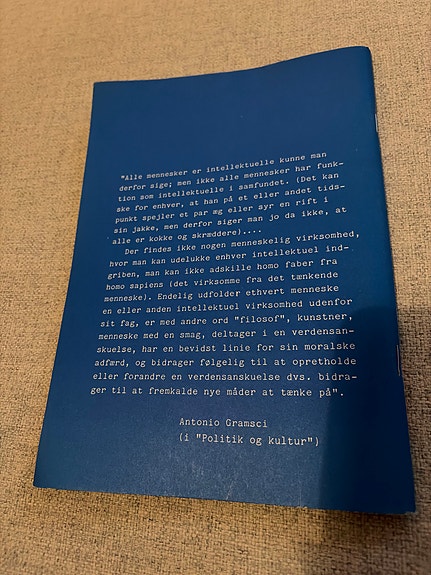 "Alle mennesker er intellektuelle kunne man
derfor sige; men ikke alle mennesker har funk-
tion som intellektuelle i samfundet. (Det kan
ske for enhver, at han på et eller andet tids-
punkt spejler et par æg eller syr en rift i
sin jakke, men derfor siger man jo da ikke, at
alle er kokke og skræddere)....
Der findes ikke nogen menneskelig virksomhed,
hvor man kan udelukke enhver intellektuel ind-
griben, man kan ikke adskille homo faber fra
homo sapiens (det virksomme fra det tænkende
menneske). Endelig udfolder ethvert menneske
en eller anden intellektuel virksomhed udenfor
sit fag, er med andre ord "filosof", kunstner,
menneske med en smag, deltager i en verdensan-
skuelse, har en bevidst linie for sin moralske
adfærd, og bidrager følgelig til at opretholde
eller forandre en verdensanskuelse dvs. bidra-
ger til at fremkalde nye måder at tænke på".
Antonio Gramsci
(i "Politik og kultur")